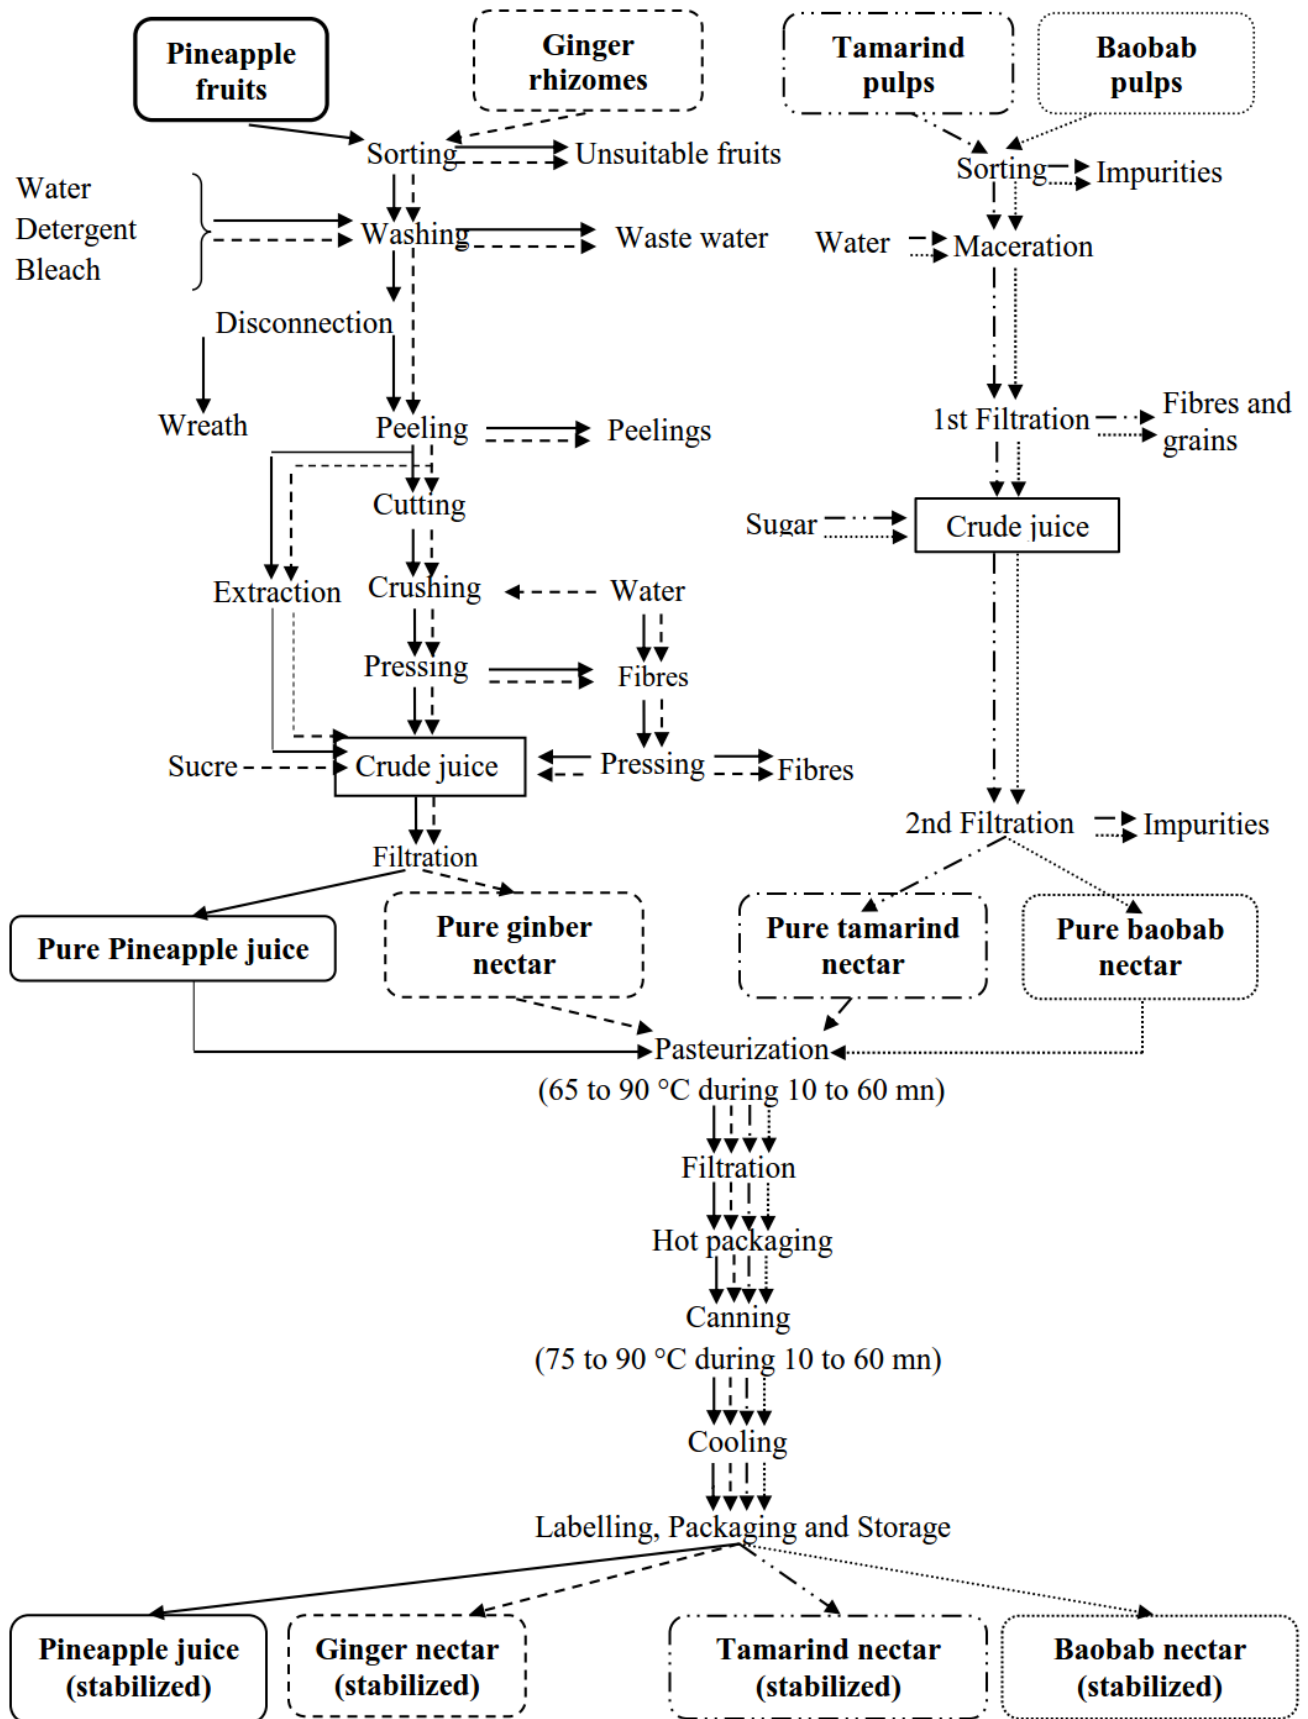 Pineapple
fruits
Ginger
rhizomes
Tamarind
pulps
Baobab
pulps
Sorting
Unsuitable fruits
Sorting
Impurities
Water
Detergent
Bleach
Washing
Waste water
Water
Maceration
Disconnection
Wreath
Peeling
Peelings
1st Filtration
Fibres and
grains
Cutting
Sugar
Crude juice
Extraction
Crushing
Water
Pressing
Fibres
Sucre
Crude juice
Pressing
Fibres
2nd Filtration
Impurities
Filtration
Pure Pineapple juice
Pure ginber
nectar
Pure tamarind
nectar
Pure baobab
nectar
Pasteurization
(65 to 90 °C during 10 to 60 mn)
Filtration
Hot packaging
Canning
(75 to 90 °C during 10 to 60 mn)
Cooling
Labelling, Packaging and Storage
Pineapple juice
(stabilized)
Ginger nectar
(stabilized)
Tamarind nectar
(stabilized)
Baobab nectar
(stabilized)